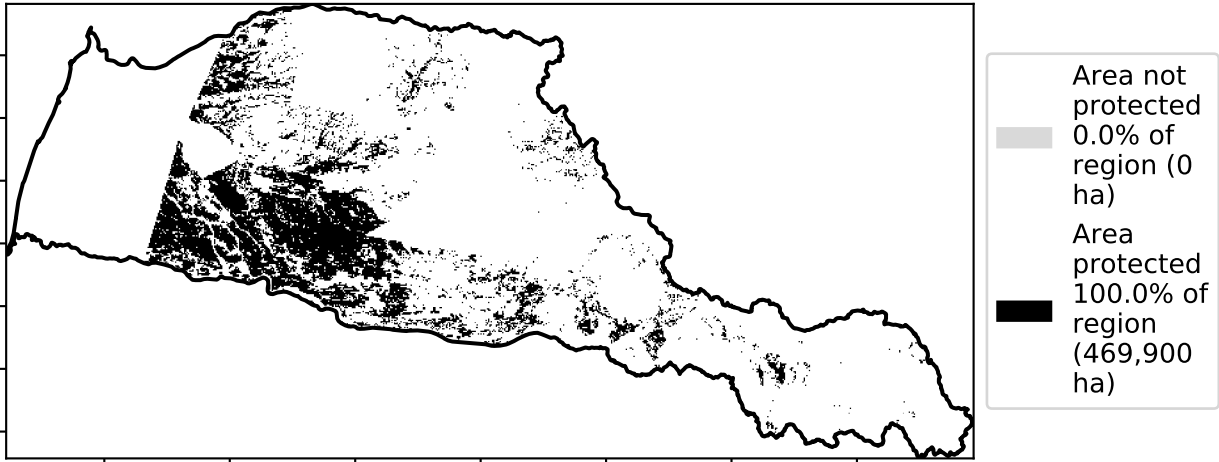 Area not
protected
0.0% of
region (0
ha)
Area
protected
100.0% of
region
(469,900
ha)